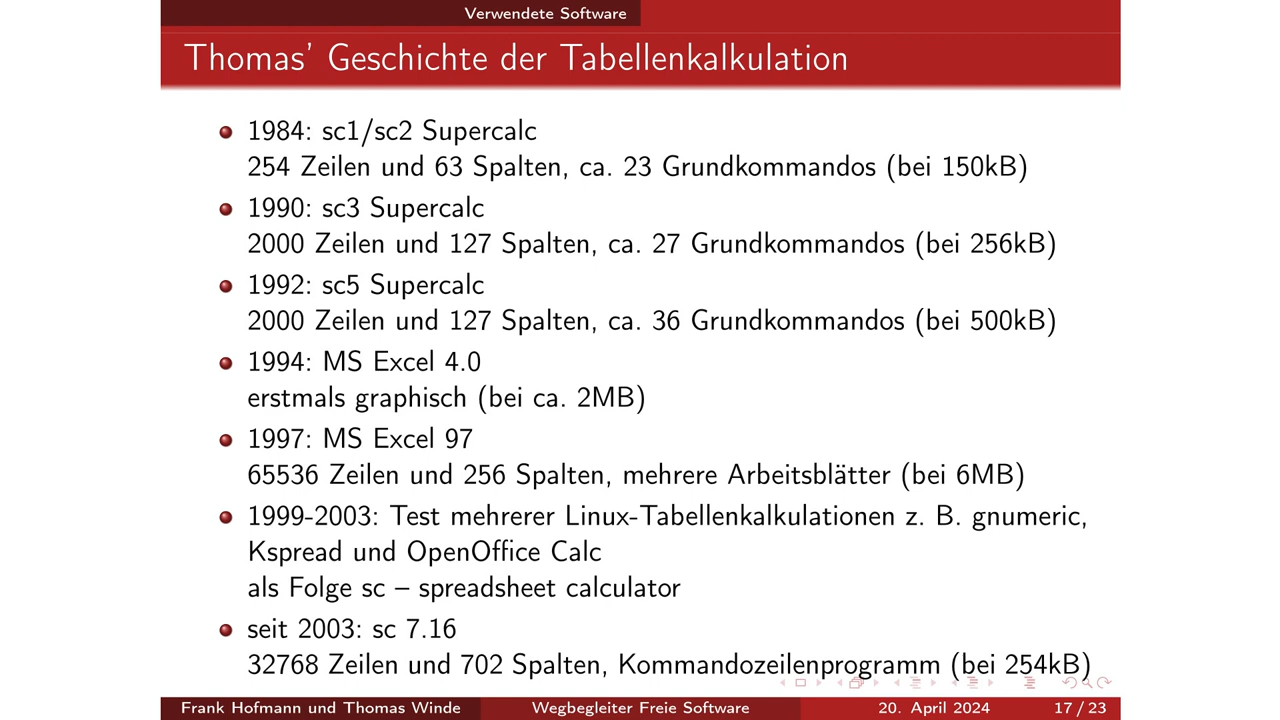 Verwendete Software
Thomas' Geschichte der Tabellenkalkulation
1984: sc1/sc2 Supercalc
254 Zeilen und 63 Spalten, ca. 23 Grundkommandos (bei 150kB)
1990: sc3 Supercalc
2000 Zeilen und 127 Spalten, ca. 27 Grundkommandos (bei 256kB)
1992: sc5 Supercalc
2000 Zeilen und 127 Spalten, ca. 36 Grundkommandos (bei 500kB)
1994: MS Excel 4.0
erstmals graphisch (bei ca. 2MB)
1997: MS Excel 97
65536 Zeilen und 256 Spalten, mehrere Arbeitsblätter (bei 6MB)
1999-2003: Test mehrerer Linux-Tabellenkalkulationen z. B. gnumeric,
Kspread und OpenOffice Calc
als Folge sc – spreadsheet calculator
seit 2003: sc 7.16
32768 Zeilen und 702 Spalten, Kommandozeilenprogramm (bei 254kB)
Frank Hofmann und Thomas Winde Wegbegleiter Freie Software 20. April 2024 17 / 23